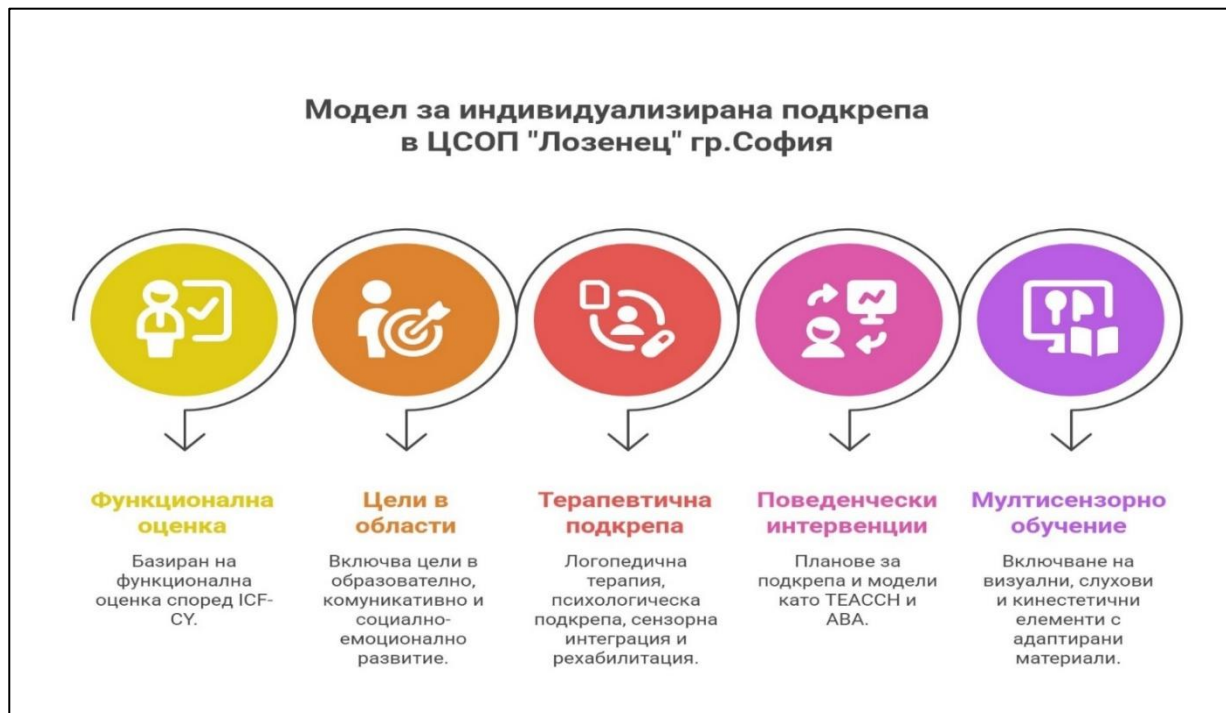 Модел за индивидуализирана подкрепа
в ЦСОП "Лозенец" гр.София
Функционална
оценка
Базиран на
функционална
оценка според ICF-
CY.
Цели в
области
Включва цели в
образователно,
комуникативно и
социално-
емоционално
развитие.
Терапевтична
подкрепа
Логопедична
терапия,
психологическа
подкрепа, сензорна
интеграция и
рехабилитация.
Поведенчески
интервенции
Планове за
подкрепа и модели
като TEACCH и
ABA.
Мултисензорно
обучение
Включване на
визуални, слухови
и кинестетични
елементи с
адаптирани
материали.